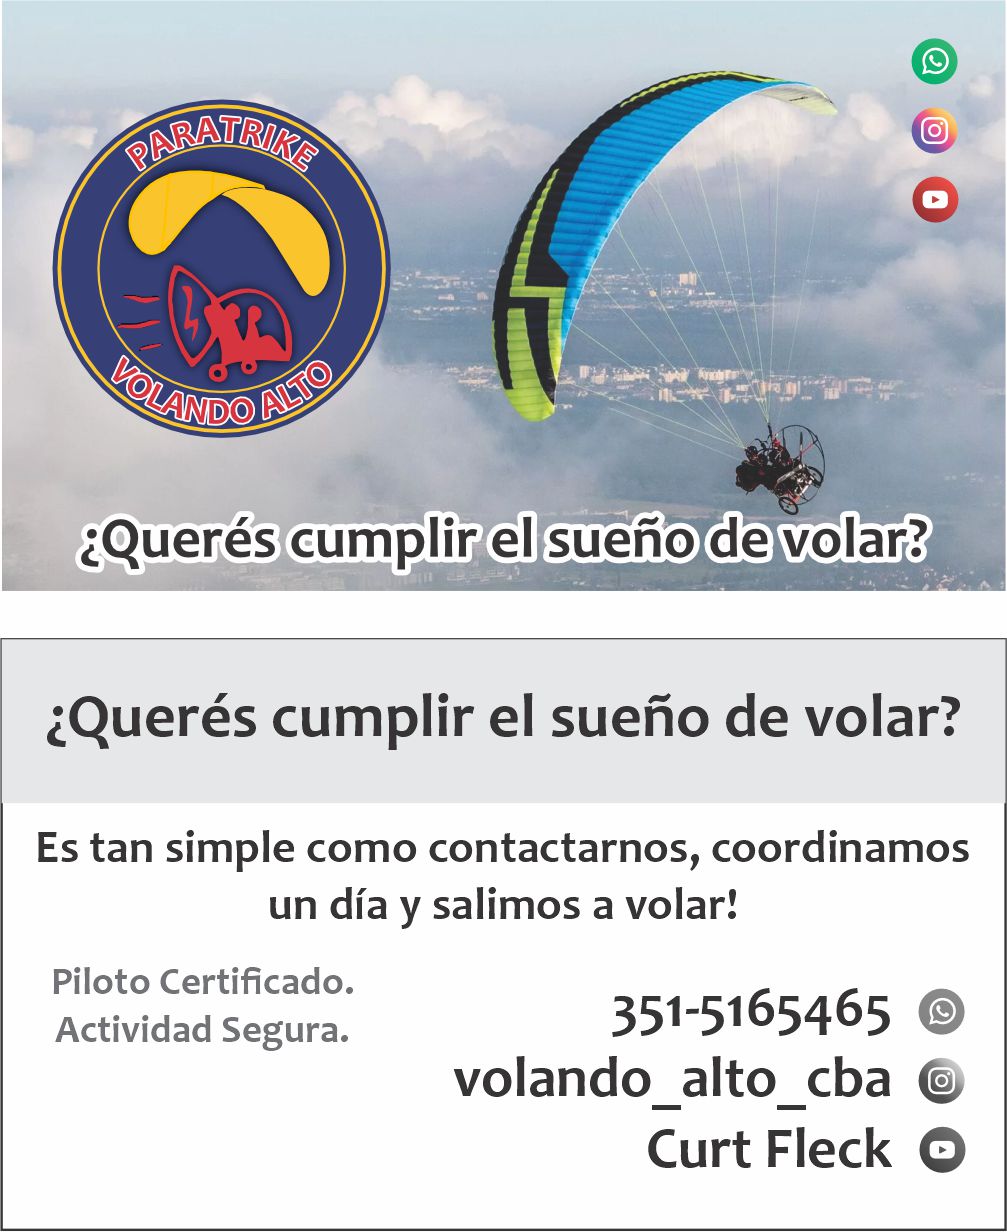 PARATRIKE
VOLANDO ALTO
¿Querés cumplir el sueño de volar?
¿Querés cumplir el sueño de volar?
Es tan simple como contactarnos, coordinamos
un día y salimos a volar!
Piloto Certificado.
Actividad Segura.
351-5165465
volando_alto_cba
Curt Fleck